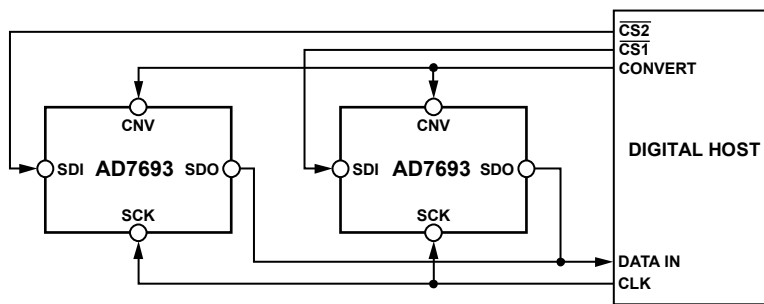 CS2
CS1
CONVERT
CNV
CNV
SDI AD7693 SDO
SDI AD7693 SDO
DIGITAL HOST
SCK
SCK
DATA IN
CLK